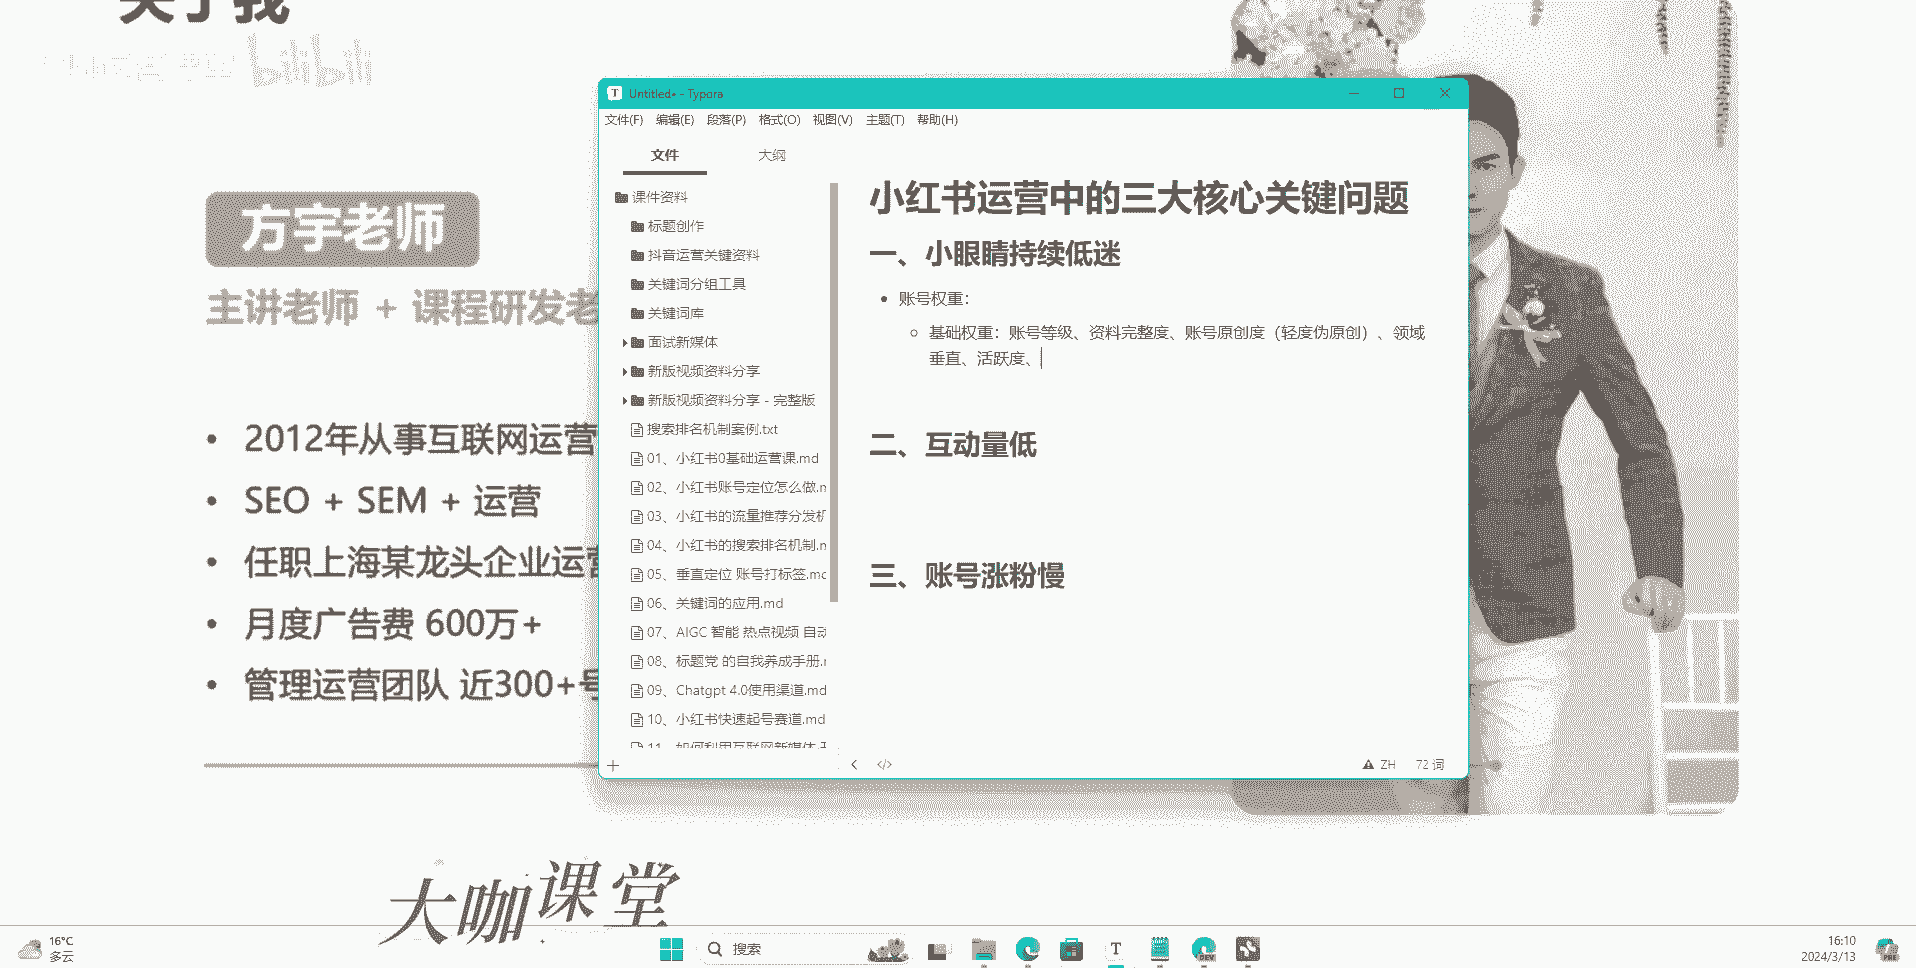 关于我
bilibili
方宇老师
主讲老师 + 课程研发老
2012年从事互联网运营
SEO + SEM + 运营
任职上海某龙头企业运营
月度广告费 600万+
管理运营团队 近300+号
大咖课堂
Untitled• - Typora
文件(F) 编辑(E) 段落(P) 格式(O) 视图(V) 主题(T) 帮助(H)
文件 大纲
课件资料
标题创作
抖音运营关键资料
关键词分组工具
关键词库
面试新媒体
新版视频资料分享
新版视频资料分享 - 完整版
搜索排名机制案例.txt
01、小红书0基础运营课.md
02、小红书账号定位怎么做.m
03、小红书的流量推荐分发机
04、小红书的搜索排名机制.m
05、垂直定位 账号打标签.mc
06、关键词的应用.md
07、AIGC 智能 热点视频 自动
08、标题党 的自我养成手册.r
09、Chatgpt 4.0使用渠道.md
10、小红书快速起号赛道.md
11、如何利用互联网新媒体
小红书运营中的三大核心关键问题
一、小眼睛持续低迷
账号权重：
基础权重：账号等级、资料完整度、账号原创度（轻度伪原创）、领域
垂直、活跃度、
二、互动量低
三、账号涨粉慢
ZH 72 词
16°C
多云
搜索
16:10
2024/3/13